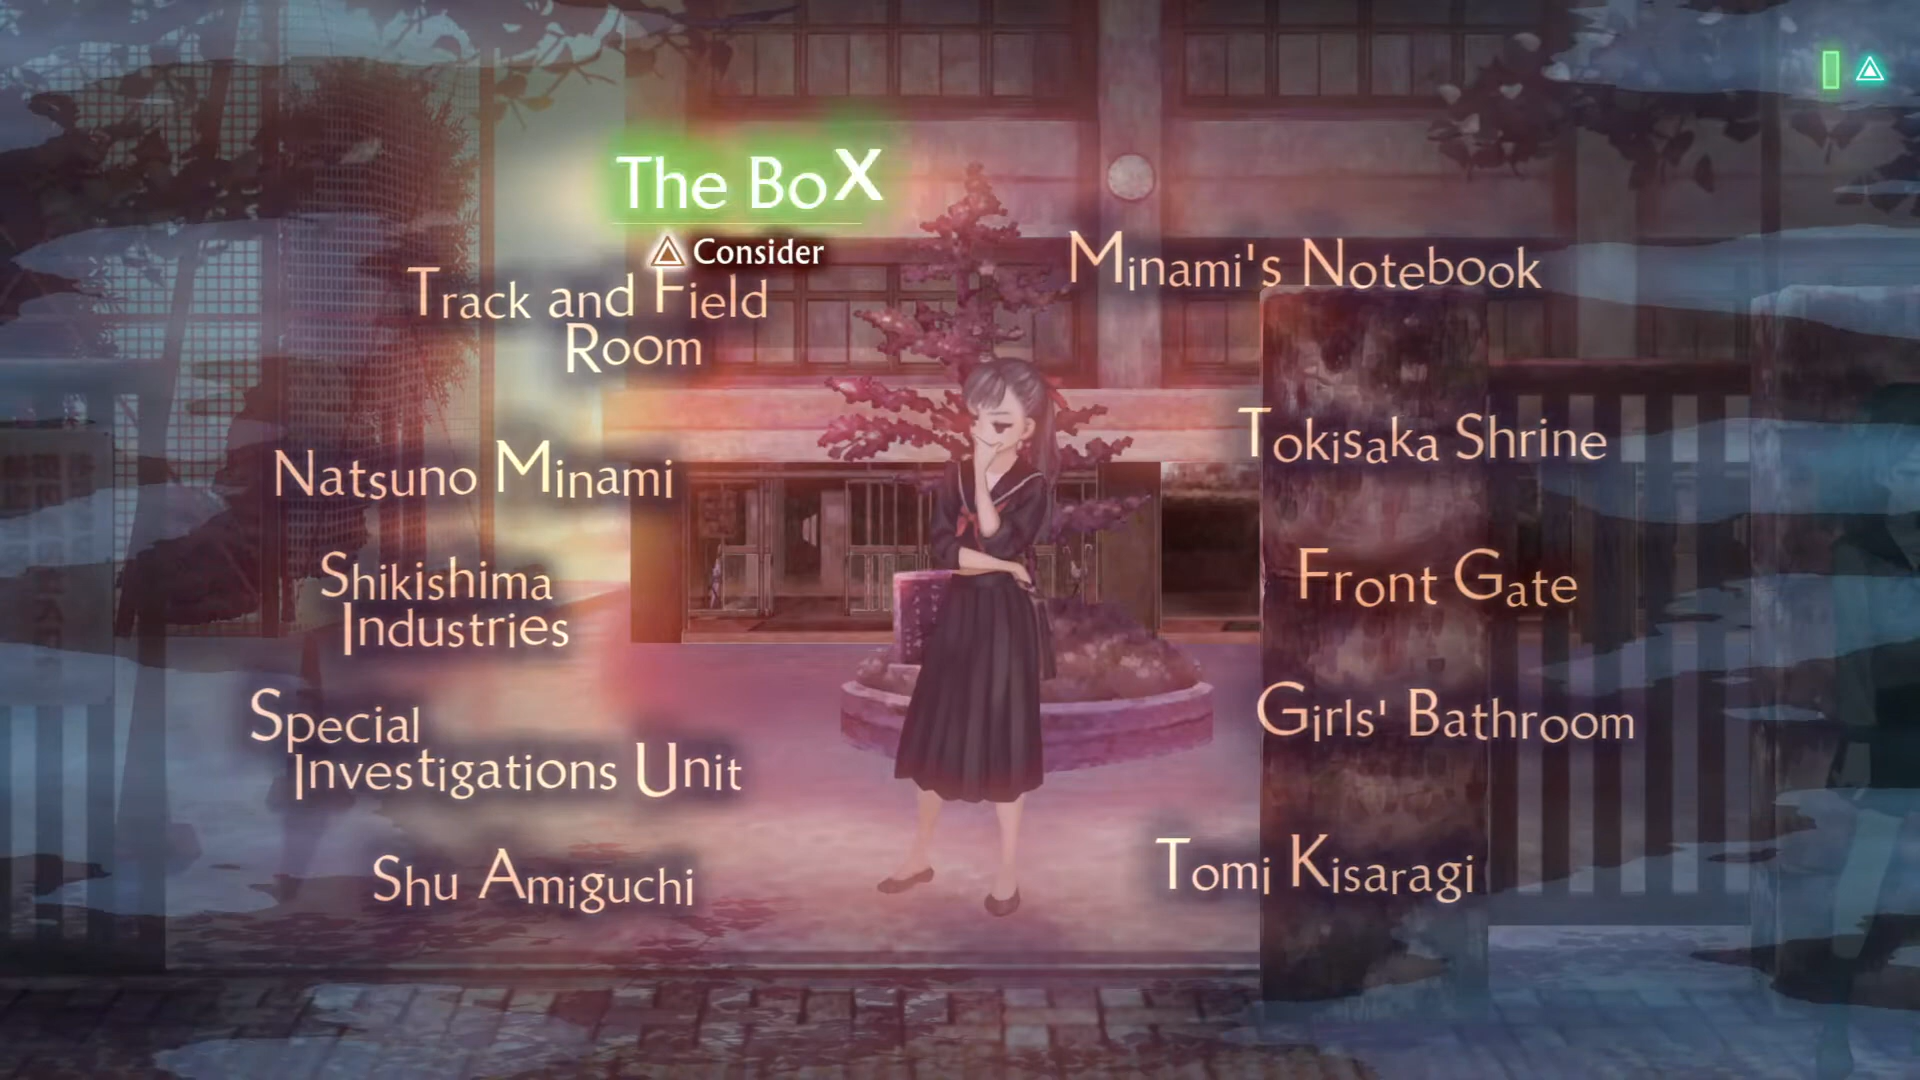 The Box
Consider
Track and Field
Room
Natsuno Minami
Shikishima
Industries
Special
Investigations Unit
Shu Amiguchi
Minami's Notebook
Tokisaka Shrine
Front Gate
Girls' Bathroom
Tomi Kisaragi